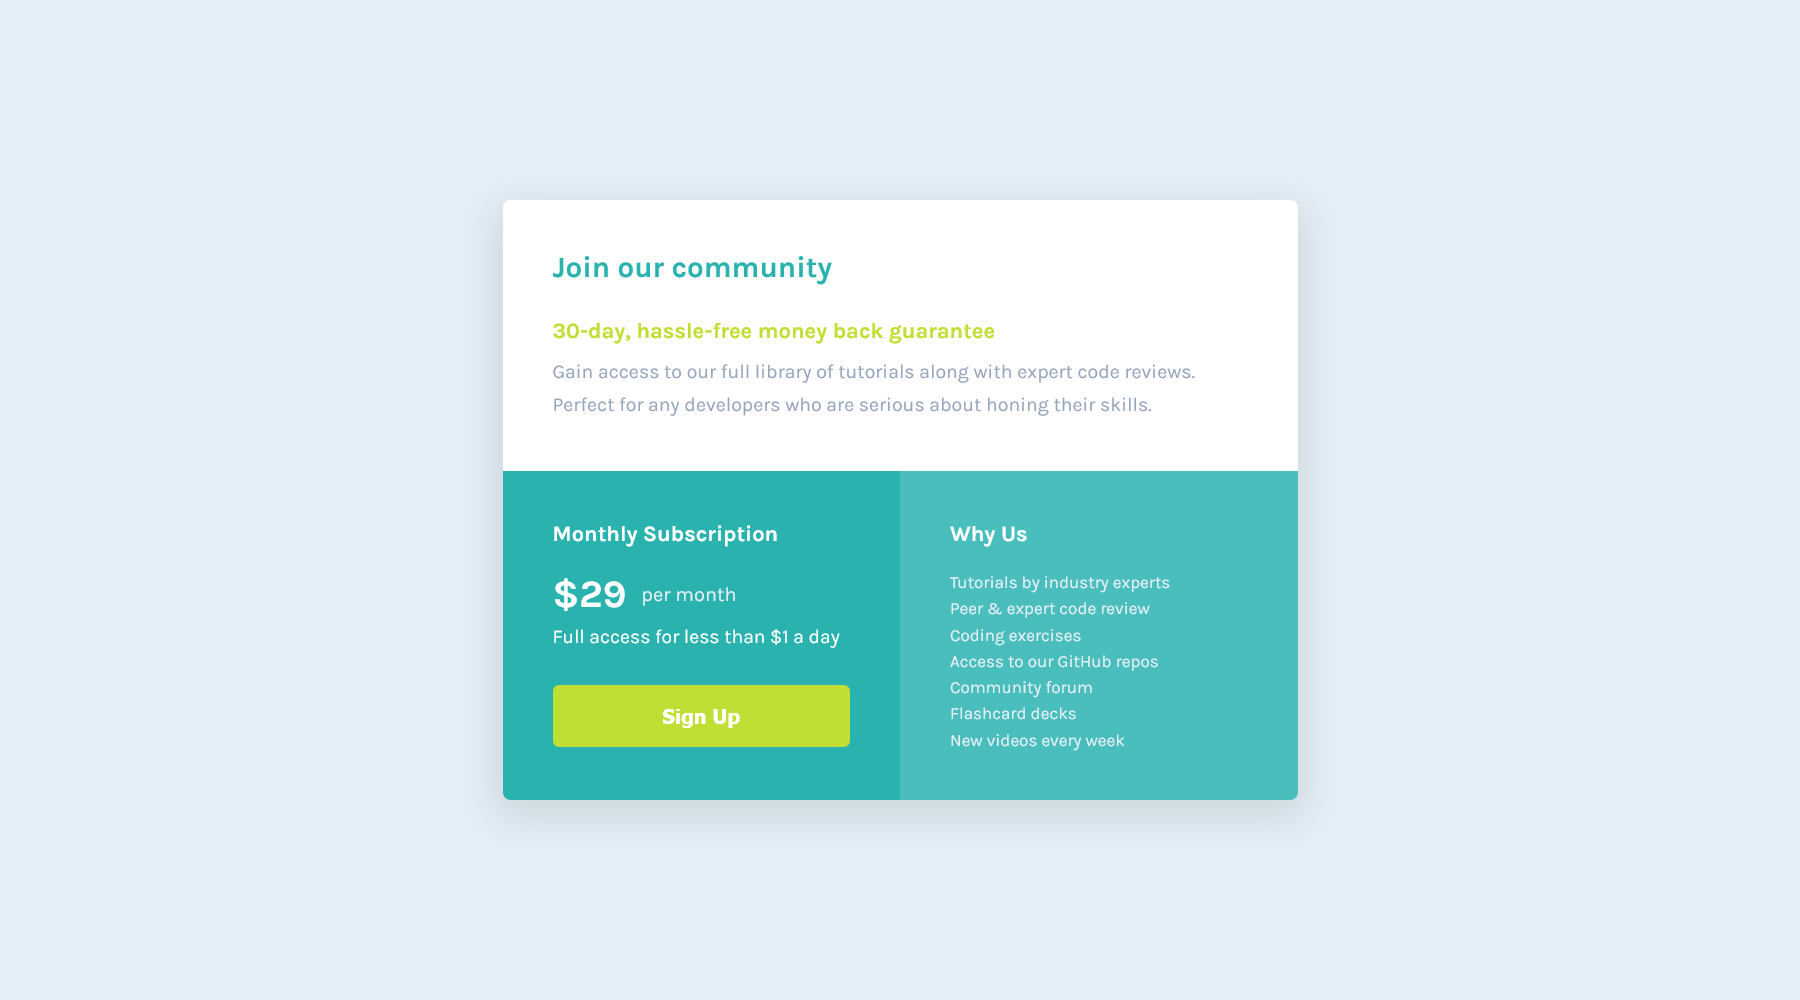 Join our community
30-day, hassle-free money back guarantee
Gain access to our full library of tutorials along with expert code reviews.
Perfect for any developers who are serious about honing their skills.
Monthly Subscription
$29 per month
Full access for less than $1 a day
Sign Up
Why Us
Tutorials by industry experts
Peer & expert code review
Coding exercises
Access to our GitHub repos
Community forum
Flashcard decks
New videos every week